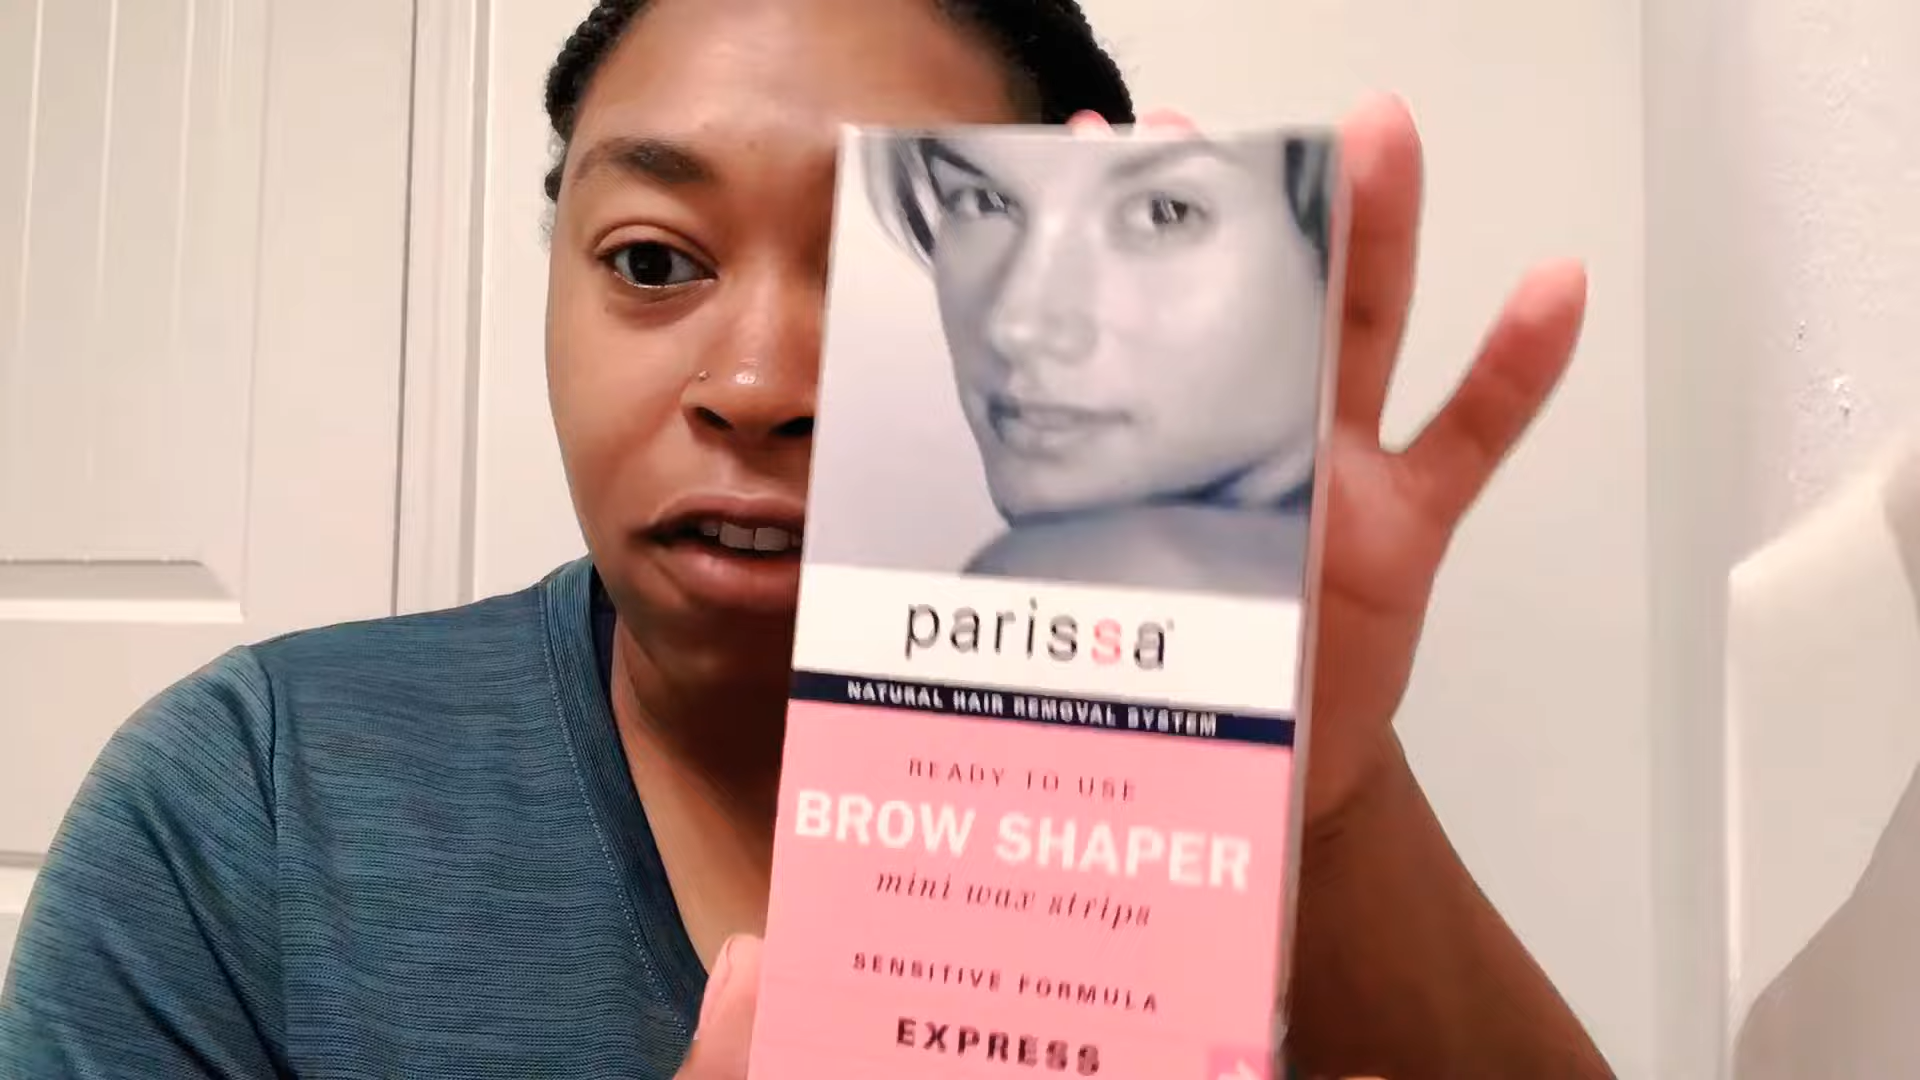 parissa
NATURAL HAIR REMOVAL SYSTEM
READY TO USE
BROW SHAPER
mini wax strips
SENSITIVE FORMULA
EXPRESS